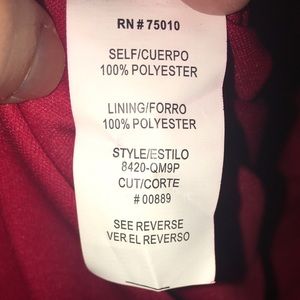 RN # 75010
SELF/CUERPO
100% POLYESTER
LINING/FORRO
100% POLYESTER
STYLE/ESTILO
8420-QM9P
CUT/CORTE
# 00889
SEE REVERSE
VER EL REVERSO